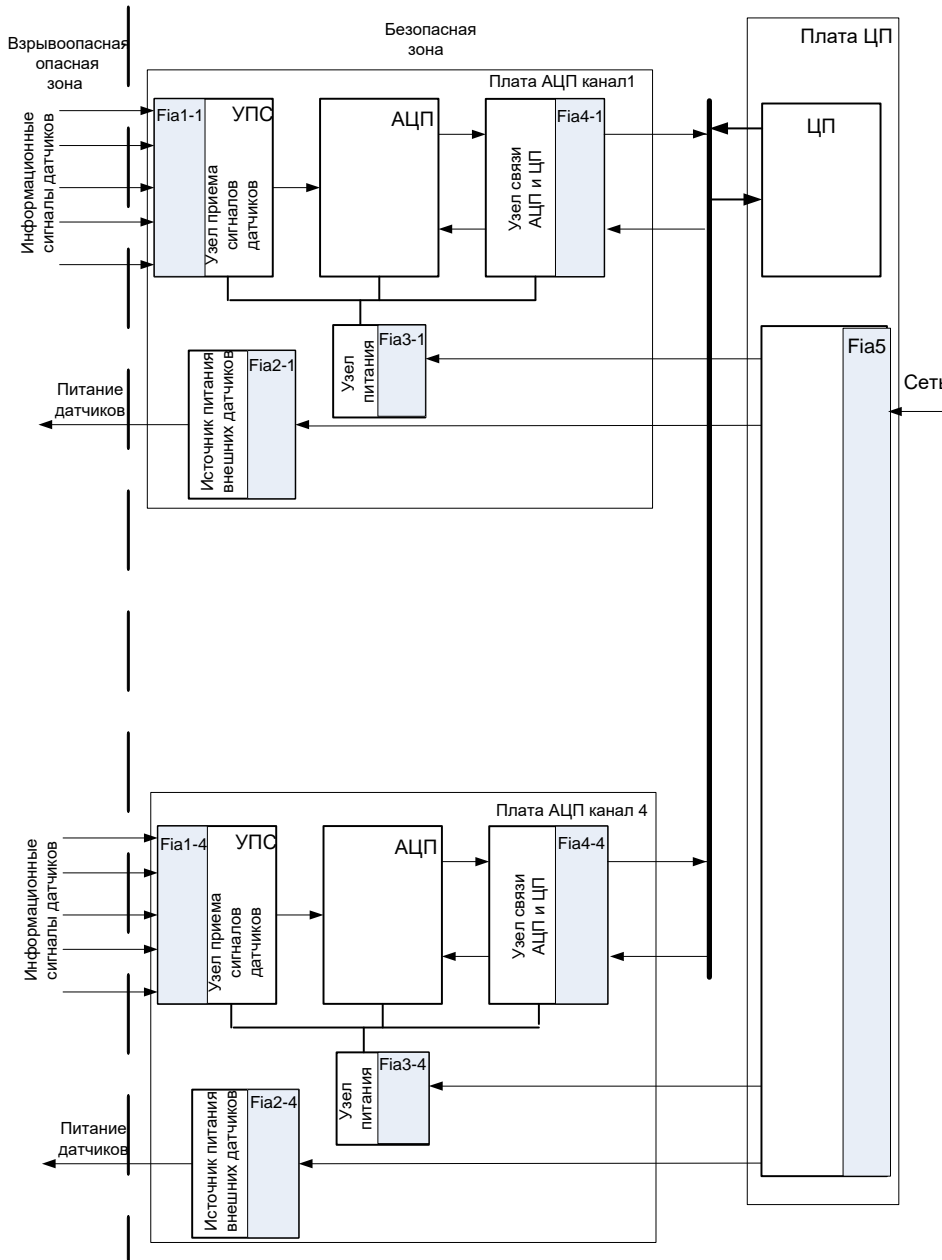 Взрывоопасная
опасная
зона
Безопасная
зона
Плата ЦП
Плата АЦП канал1
Информационные
сигналы датчиков
Fia1-1
УПС
Узел приема
сигналов
датчиков
АЦП
Fia4-1
Узел связи
АЦП и ЦП
ЦП
Узел
питания
Fia3-1
Fia5
Сеть
Питание
датчиков
Источник питания
внешних датчиков
Fia2-1
Плата АЦП канал 4
Информационные
сигналы датчиков
Fia1-4
УПС
Узел приема
сигналов
датчиков
АЦП
Fia4-4
Узел связи
АЦП и ЦП
Узел
питания
Fia3-4
Питание
датчиков
Источник питания
внешних датчиков
Fia2-4